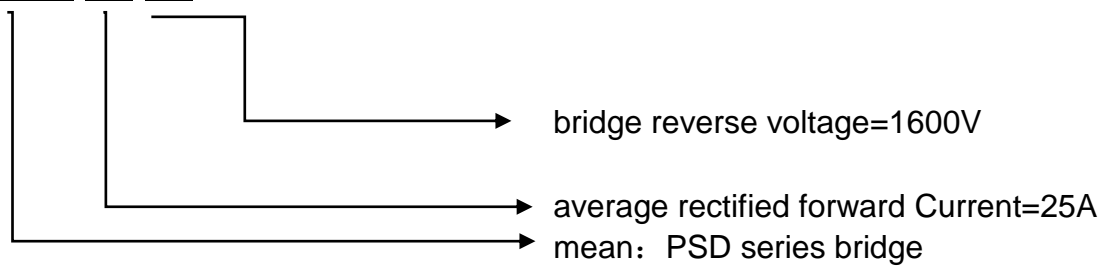 bridge reverse voltage=1600V
average rectified forward Current=25A
mean：PSD series bridge